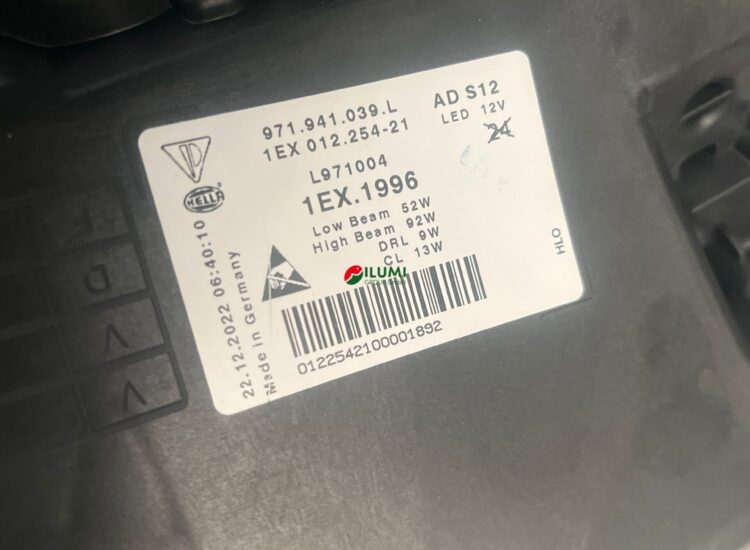 971.941.039.L
1EX 012.254-21
AD S12
LED 12V
24
HELLA
L971004
1EX.1996
Low Beam 52W
High Beam 92W
DRL 9W
CL 13W
ILUMI
22.12.2022 06:40:10
Made in Germany
HLO
0122542100001892